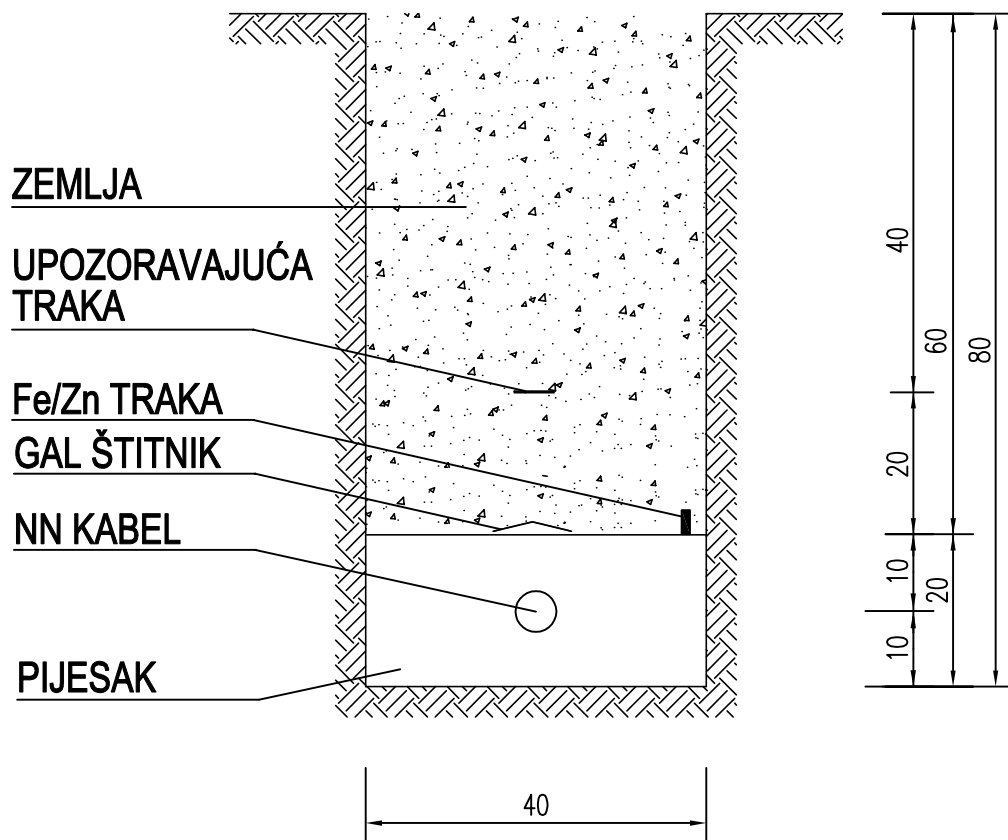 ZEMLJA
UPOZORAVAJUĆA
TRAKA
Fe/Zn TRAKA
GAL ŠTITNIK
NN KABEL
PIJESAK
40
60
80
20
10
20
10
40